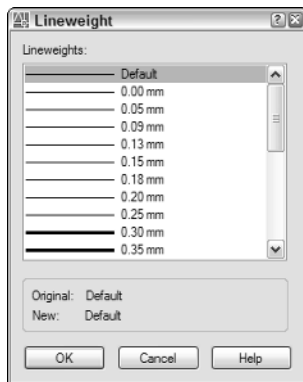 Lineweight
Lineweights:
Default
0.00 mm
0.05 mm
0.09 mm
0.13 mm
0.15 mm
0.18 mm
0.20 mm
0.25 mm
0.30 mm
0.35 mm
Original: Default
New: Default
OK Cancel Help